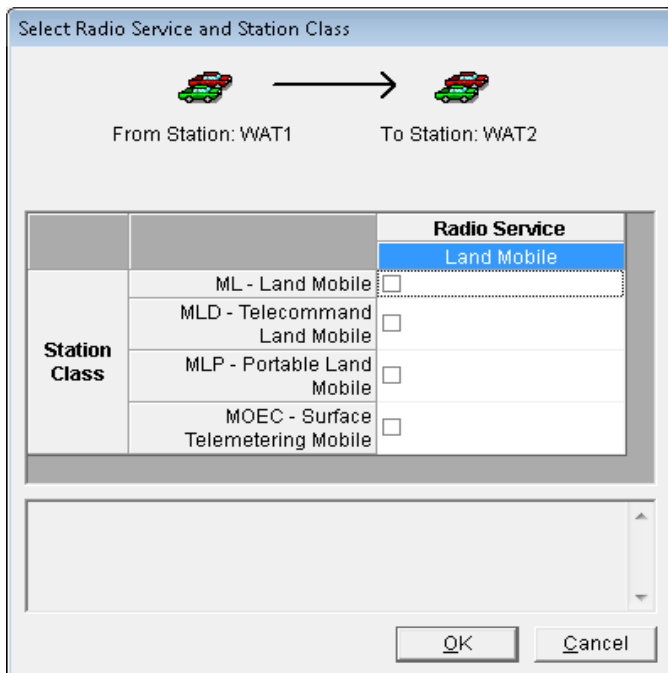 Select Radio Service and Station Class
From Station: WAT1
To Station: WAT2
Radio Service
Land Mobile
Station
Class
ML - Land Mobile
MLD - Telecommand
Land Mobile
MLP - Portable Land
Mobile
MOEC - Surface
Telemetering Mobile
OK
Cancel